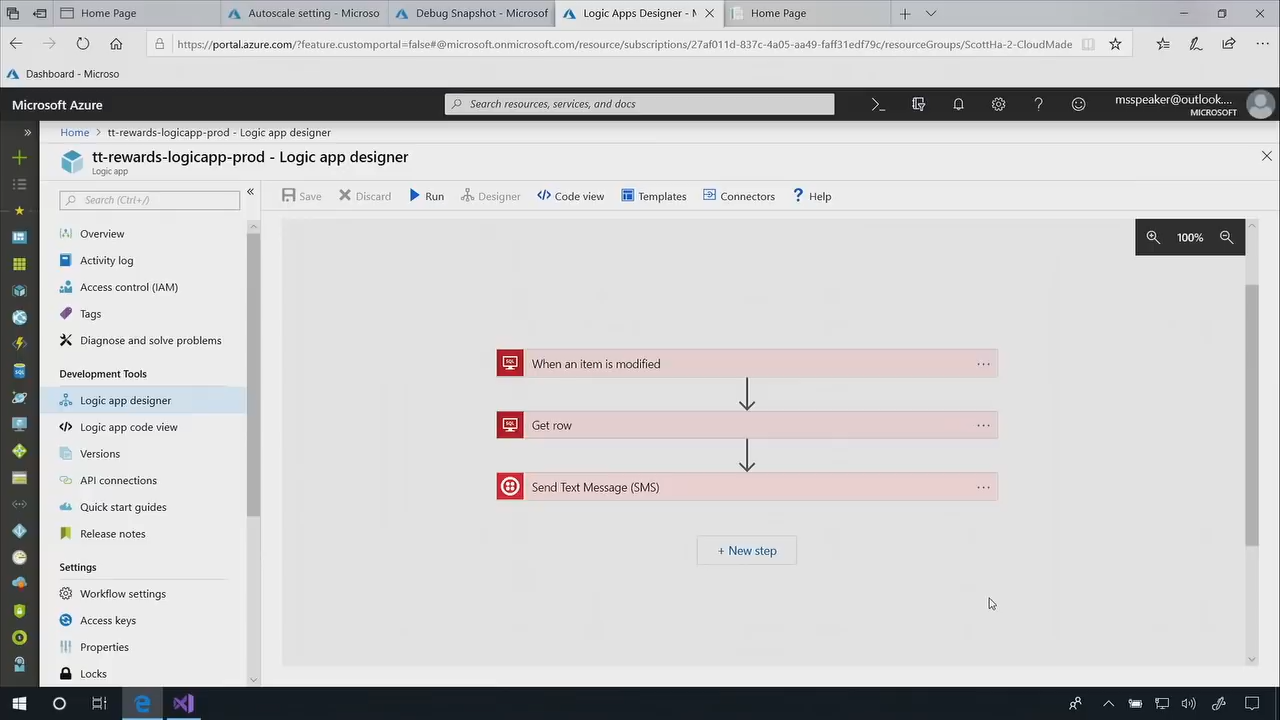 Home Page
Autoscale setting - Microso
Debug Snapshot - Microsof
Logic Apps Designer - M
Home Page
https://portal.azure.com/?feature.customportal=false#@microsoft.onmicrosoft.com/resource/subscriptions/27af011d-837c-4a05-aa49-faff31edf79c/resourceGroups/ScottHa-2-CloudMade
Dashboard - Microso
Microsoft Azure
Search resources, services, and docs
msspeaker@outlook....
MICROSOFT
Home > tt-rewards-logicapp-prod - Logic app designer
tt-rewards-logicapp-prod - Logic app designer
Logic app
Search (Ctrl+/)
Save
Discard
Run
Designer
Code view
Templates
Connectors
Help
100%
Overview
Activity log
Access control (IAM)
Tags
Diagnose and solve problems
Development Tools
Logic app designer
Logic app code view
Versions
API connections
Quick start guides
Release notes
Settings
Workflow settings
Access keys
Properties
Locks
SQL
When an item is modified
SQL
Get row
Send Text Message (SMS)
+ New step